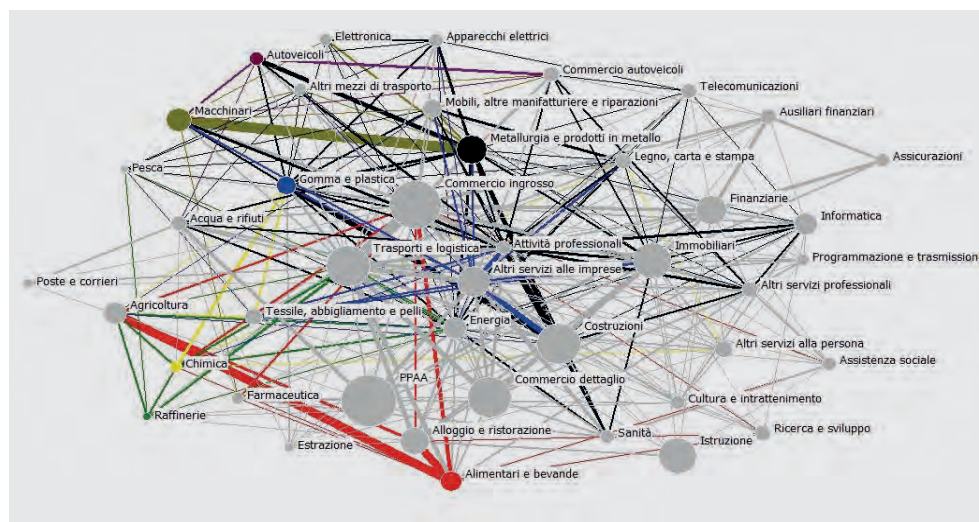 Elettronica
Apparecchi elettrici
Autoveicoli
Commercio autoveicoli
Altri mezzi di trasporto
Telecomunicazioni
Mobili, altre manifatturiere e riparazioni
Macchinari
Ausiliari finanziari
Metallurgia e prodotti in metallo
Legno, carta e stampa
Assicurazioni
Pesca
Gomma e plastica
Commercio ingrosso
Finanziarie
Acqua e rifiuti
Informatica
Trasporti e logistica
Attività professionali
Immobiliari
Programmazione e trasmission
Altri servizi alle imprese
Poste e corrieri
Altri servizi professionali
Agricoltura
Tessile, abbigliamento e pelli
Energia
Costruzioni
Altri servizi alla persona
Assistenza sociale
Chimica
PPAA
Commercio dettaglio
Farmaceutica
Cultura e intrattenimento
Raffinerie
Alloggio e ristorazione
Sanità
Ricerca e sviluppo
Istruzione
Estrazione
Alimentari e bevande